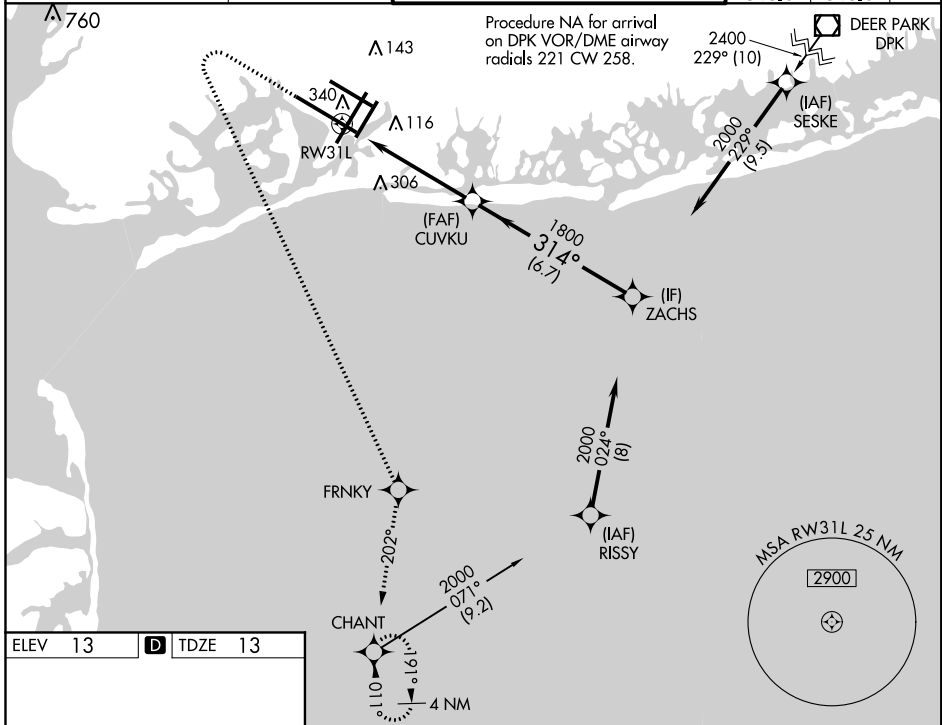 760
143
340
116
306
RW31L
Procedure NA for arrival
on DPK VOR/DME airway
radials 221 CW 258.
2400
229° (10)
DEER PARK
DPK
(IAF)
SESKE
2000
229°
(9.5)
(FAF)
CUVKU
1800
314°
(6.7)
(IF)
ZACHS
2000
024°
(8)
(IAF)
RISSY
FRNKY
202°
CHANT
2000
071°
(9.2)
191°
011°
4 NM
MSA RW31L 25 NM
2900
ELEV 13 D TDZE 13